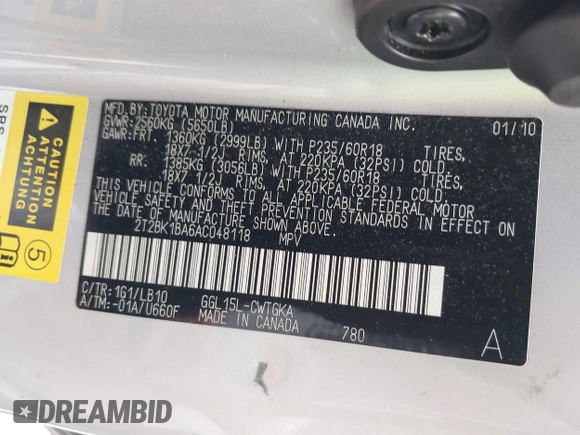 MFD. BY: TOYOTA MOTOR MANUFACTURING CANADA INC. 01/10
GVWR: 2560KG (5650LB)
GAWR: FRT. 1360KG (2999LB) WITH P235/60R18 TIRES,
18X7 1/2J RIMS, AT 220KPA (32PSI) COLD.
RR. 1385KG (3056LB) WITH P235/60R18 TIRES,
18X7 1/2J RIMS, AT 220KPA (32PSI) COLD.
THIS VEHICLE CONFORMS TO ALL APPLICABLE FEDERAL MOTOR
VEHICLE SAFETY AND THEFT PREVENTION STANDARDS IN EFFECT
ON THE DATE OF MANUFACTURE SHOWN ABOVE.
2T2BK1BA6AC048118 MPV
C/TR: 1G1/LB10 GGL15L-CWTGKA
A/TM: -01A/U660F MADE IN CANADA 780 A
CAUTION
ATTENTION
SRS
5
DREAMBID